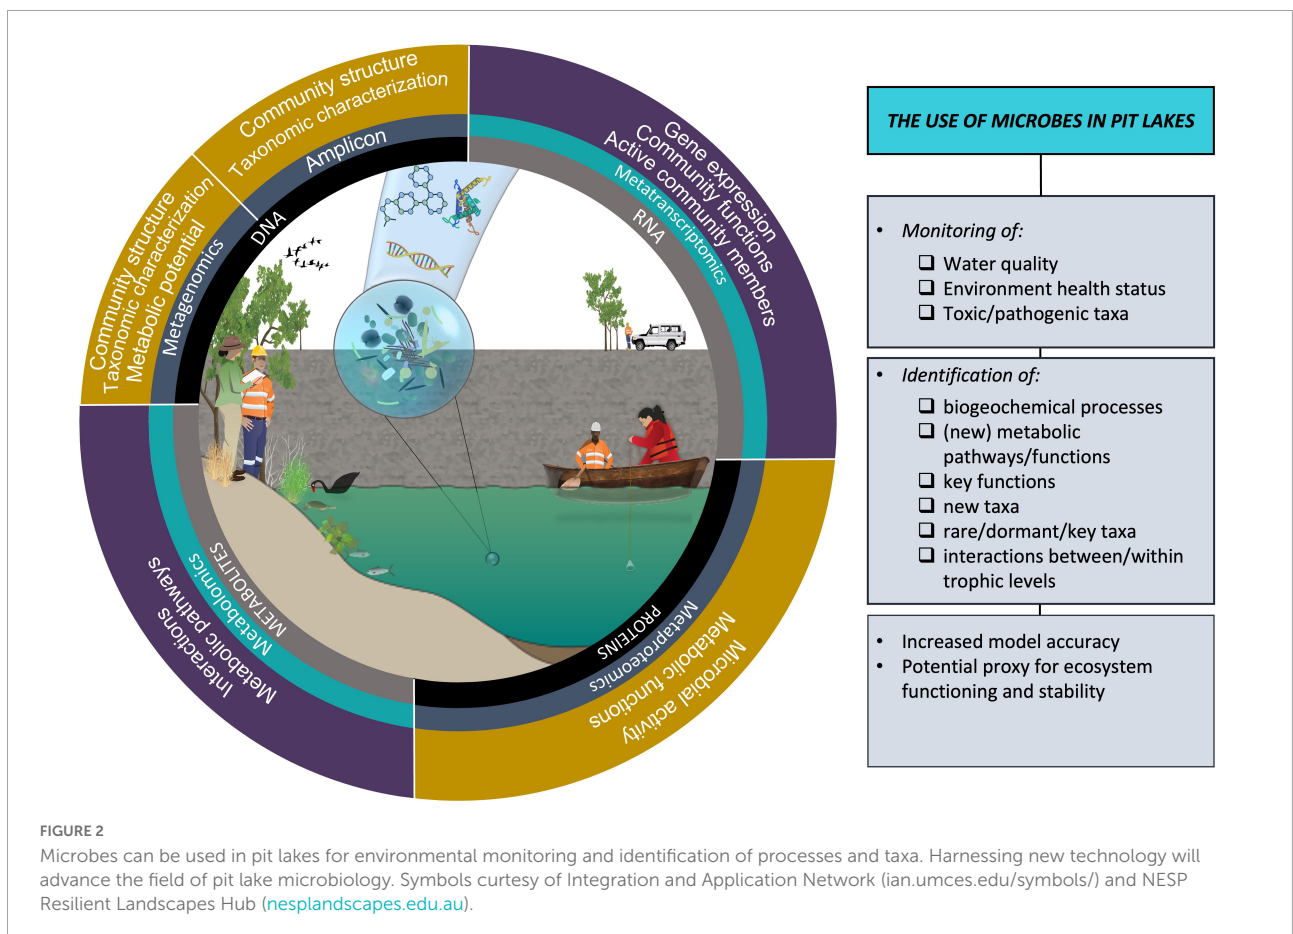 Community structure
Taxonomic characterization
Amplicon
DNA
Community structure
Taxonomic characterization
Metabolic potential
Metagenomics
Gene expression
Community functions
Active community members
Metatranscriptomics
RNA
METABOLITES
Metabolomics
Metabolic pathways
Interactions
PROTEINS
Metaproteomics
Metabolic functions
Microbial activity
THE USE OF MICROBES IN PIT LAKES
• Monitoring of:
❑ Water quality
❑ Environment health status
❑ Toxic/pathogenic taxa
• Identification of:
❑ biogeochemical processes
❑ (new) metabolic
pathways/functions
❑ key functions
❑ new taxa
❑ rare/dormant/key taxa
❑ interactions between/within
trophic levels
• Increased model accuracy
• Potential proxy for ecosystem
functioning and stability
FIGURE 2
Microbes can be used in pit lakes for environmental monitoring and identification of processes and taxa. Harnessing new technology will
advance the field of pit lake microbiology. Symbols curtesy of Integration and Application Network (ian.umces.edu/symbols/) and NESP
Resilient Landscapes Hub (nesplandscapes.edu.au).